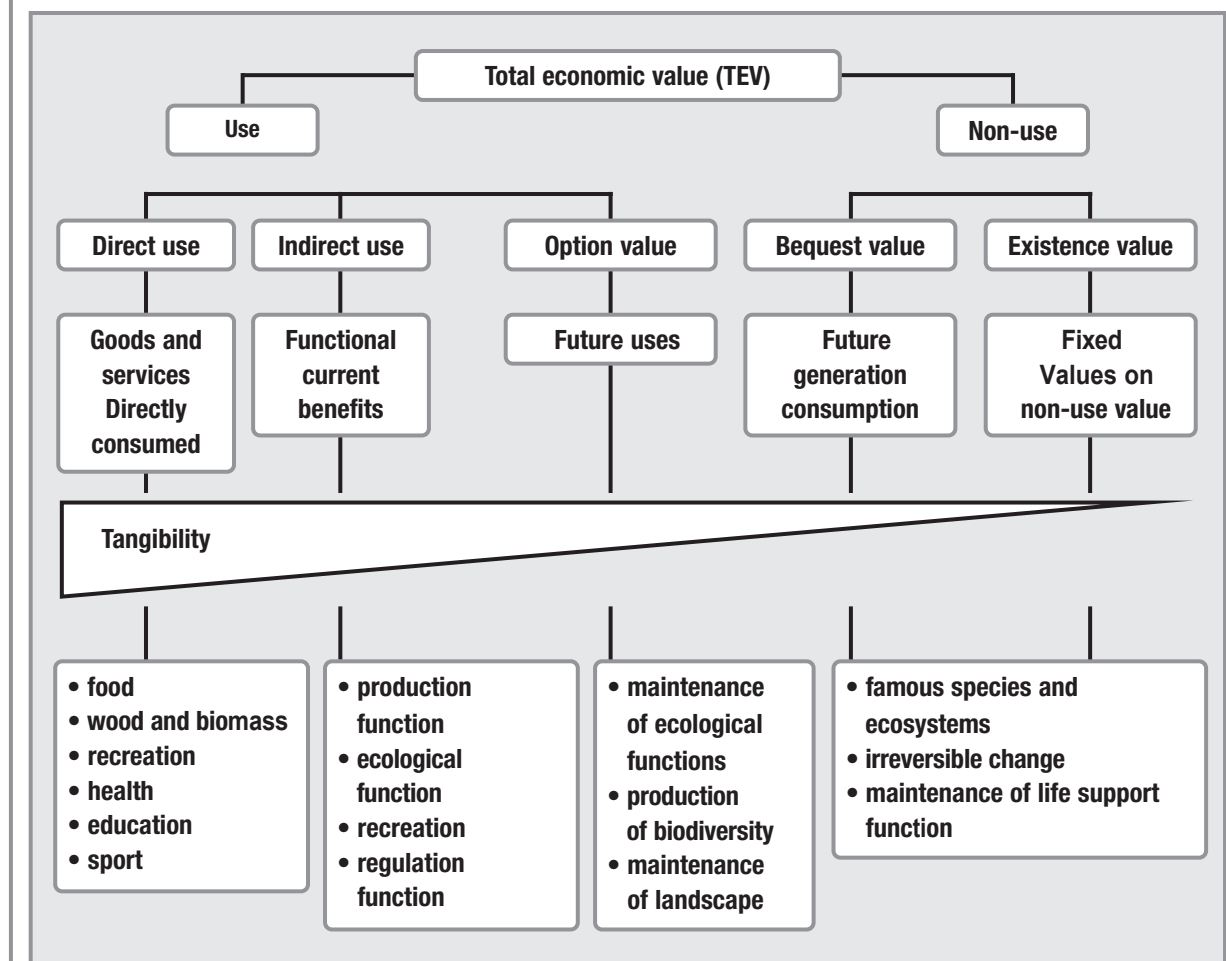 Total economic value (TEV)
Use
Non-use
Direct use
Indirect use
Option value
Bequest value
Existence value
Goods and
services
Directly
consumed
Functional
current
benefits
Future uses
Future
generation
consumption
Fixed
Values on
non-use value
Tangibility
• food
• wood and biomass
• recreation
• health
• education
• sport
• production
function
• ecological
function
• recreation
• regulation
function
• maintenance
of ecological
functions
• production
of biodiversity
• maintenance
of landscape
• famous species and
ecosystems
• irreversible change
• maintenance of life support
function